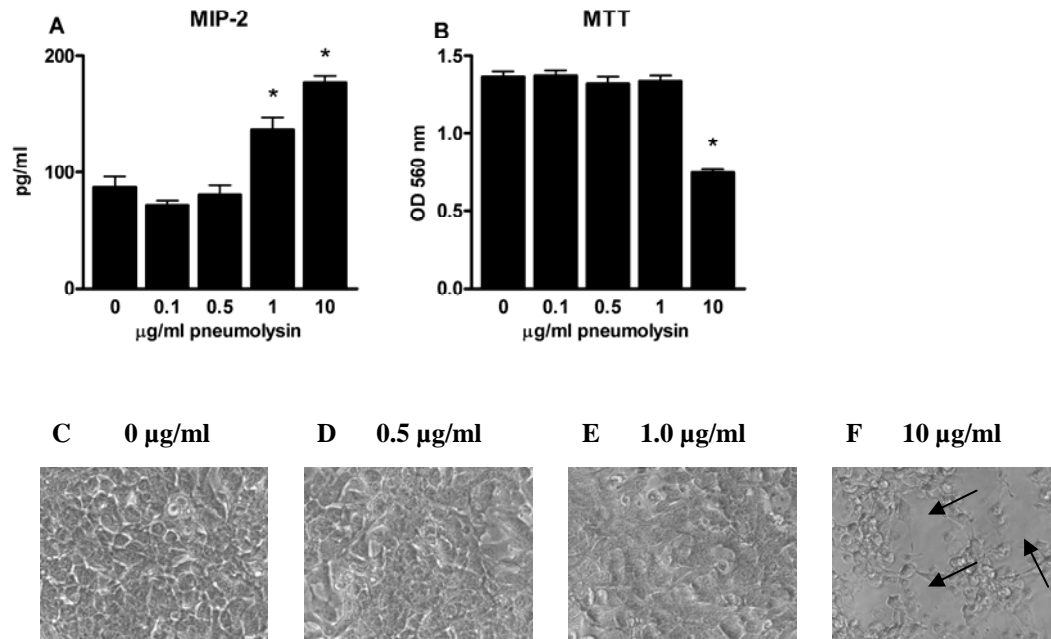 A MIP-2
*
*
200
100
0
pg/ml
0 0.1 0.5 1 10
µg/ml pneumolysin
B MTT
*
1.5
1.0
0.5
0.0
OD 560 nm
0 0.1 0.5 1 10
µg/ml pneumolysin
C 0 µg/ml
D 0.5 µg/ml
E 1.0 µg/ml
F 10 µg/ml